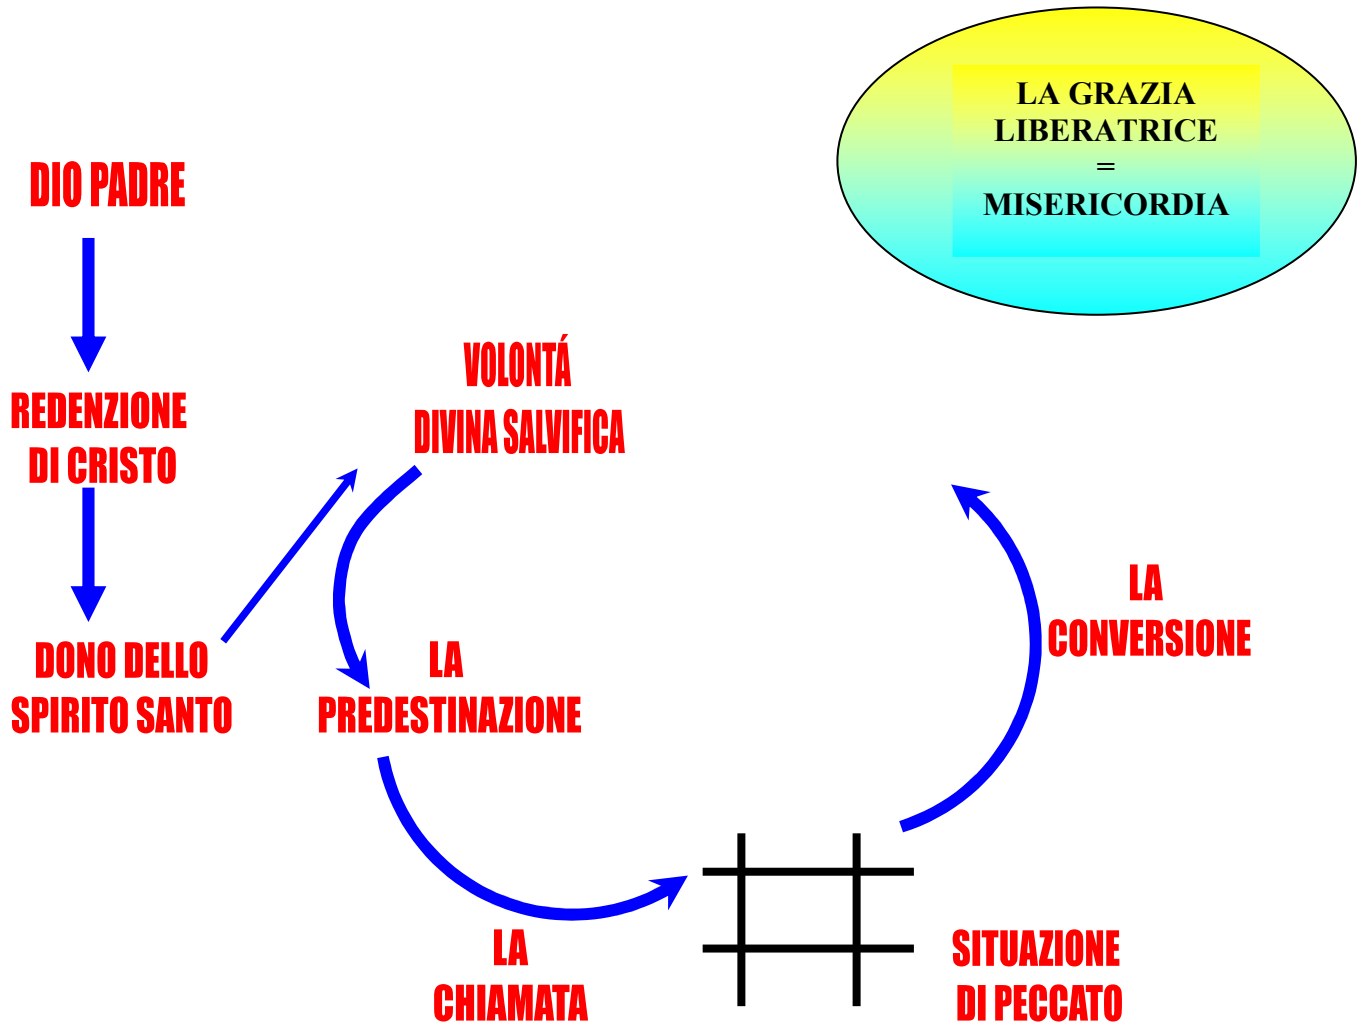 LA GRAZIA
LIBERATRICE
=
MISERICORDIA
DIO PADRE
REDENZIONE
DI CRISTO
DONO DELLO
SPIRITO SANTO
VOLONTÁ
DIVINA SALVIFICA
LA
PREDESTINAZIONE
LA
CHIAMATA
SITUAZIONE
DI PECCATO
LA
CONVERSIONE